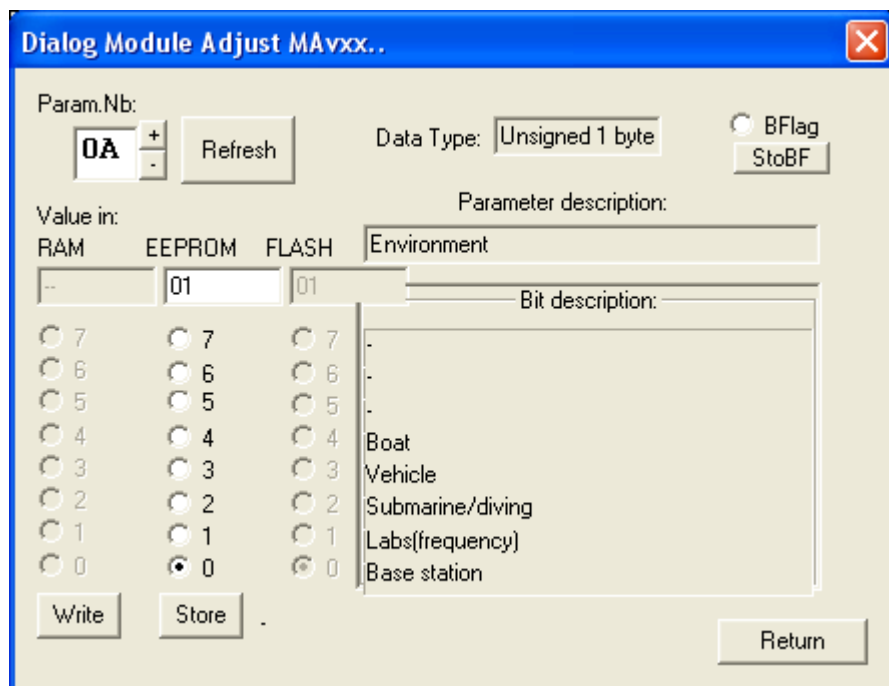 Dialog Module Adjust MAvxx..
Param.Nb:
0A
+
-
Refresh
Data Type: Unsigned 1 byte
BFlag
StoBF
Value in:
RAM EEPROM FLASH
-- 01 01
Parameter description:
Environment
Bit description:
7 7 7 -
6 6 6 -
5 5 5 -
4 4 4 Boat
3 3 3 Vehicle
2 2 2 Submarine/diving
1 1 1 Labs(frequency)
0 0 0 Base station
Write Store -
Return